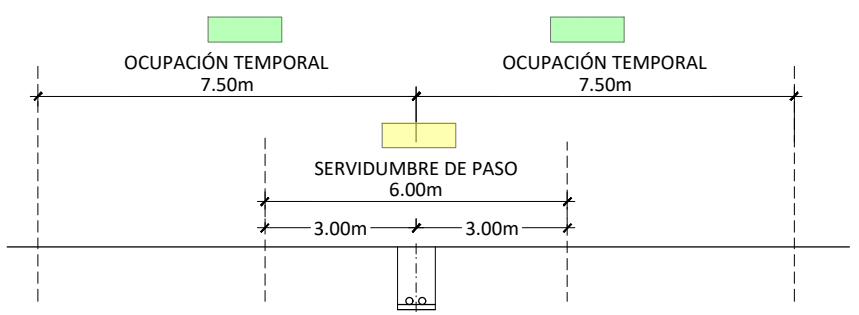 OCUPACIÓN TEMPORAL
7.50m
OCUPACIÓN TEMPORAL
7.50m
SERVIDUMBRE DE PASO
6.00m
3.00m
3.00m